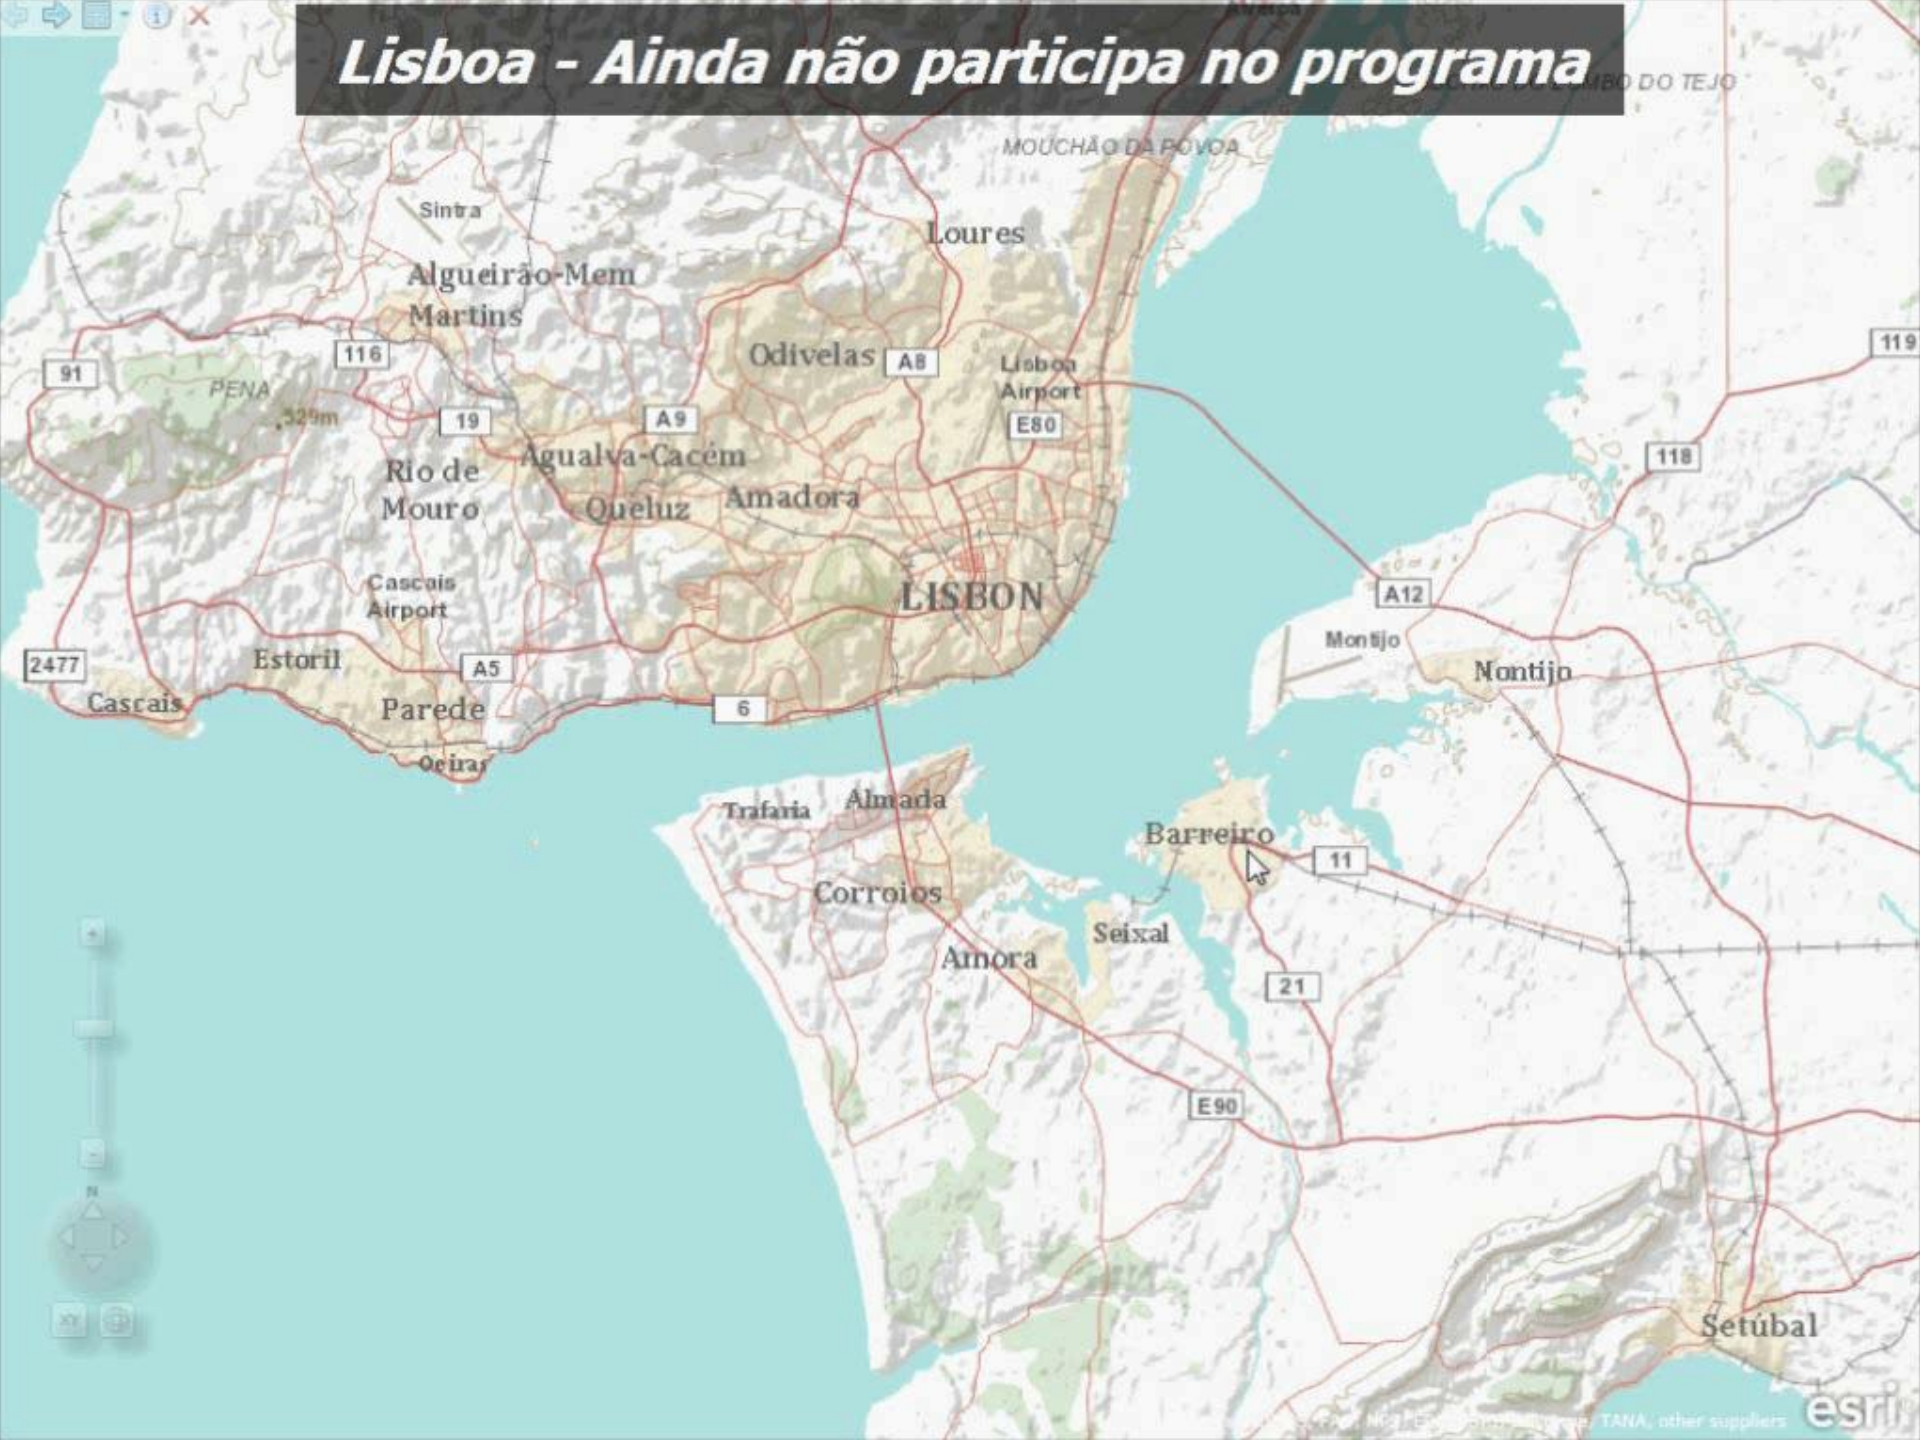 Lisboa - Ainda não participa no programa
DO TEJO
MOUCHÃO DA POVOA
Sintra
Loures
Algueirão-Mem
Martins
119
116
Odivelas
A8
Lisboa
Airport
91
PENA
529m
19
A9
E80
118
Agualva-Cacém
Rio de
Mouro
Queluz
Amadora
Cascais
Airport
LISBON
A12
Montijo
2477
Estoril
A5
Nontijo
Cascais
Parede
6
Oeiras
Trafaria
Almada
Barreiro
11
Corroios
Seixal
Amora
21
E90
N
XY
Setúbal
TANA, other suppliers
esri